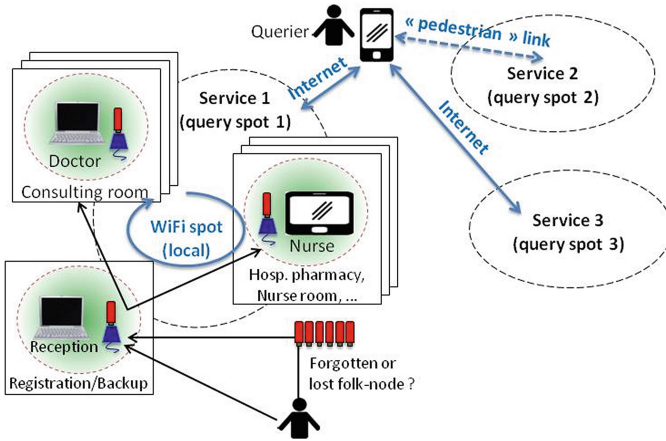 Querier
« pedestrian » link
Internet
Service 1
(query spot 1)
Service 2
(query spot 2)
Internet
Doctor
Consulting room
WiFi spot
(local)
Nurse
Hosp. pharmacy,
Nurse room, ...
Service 3
(query spot 3)
Reception
Registration/Backup
Forgotten or
lost folk-node ?